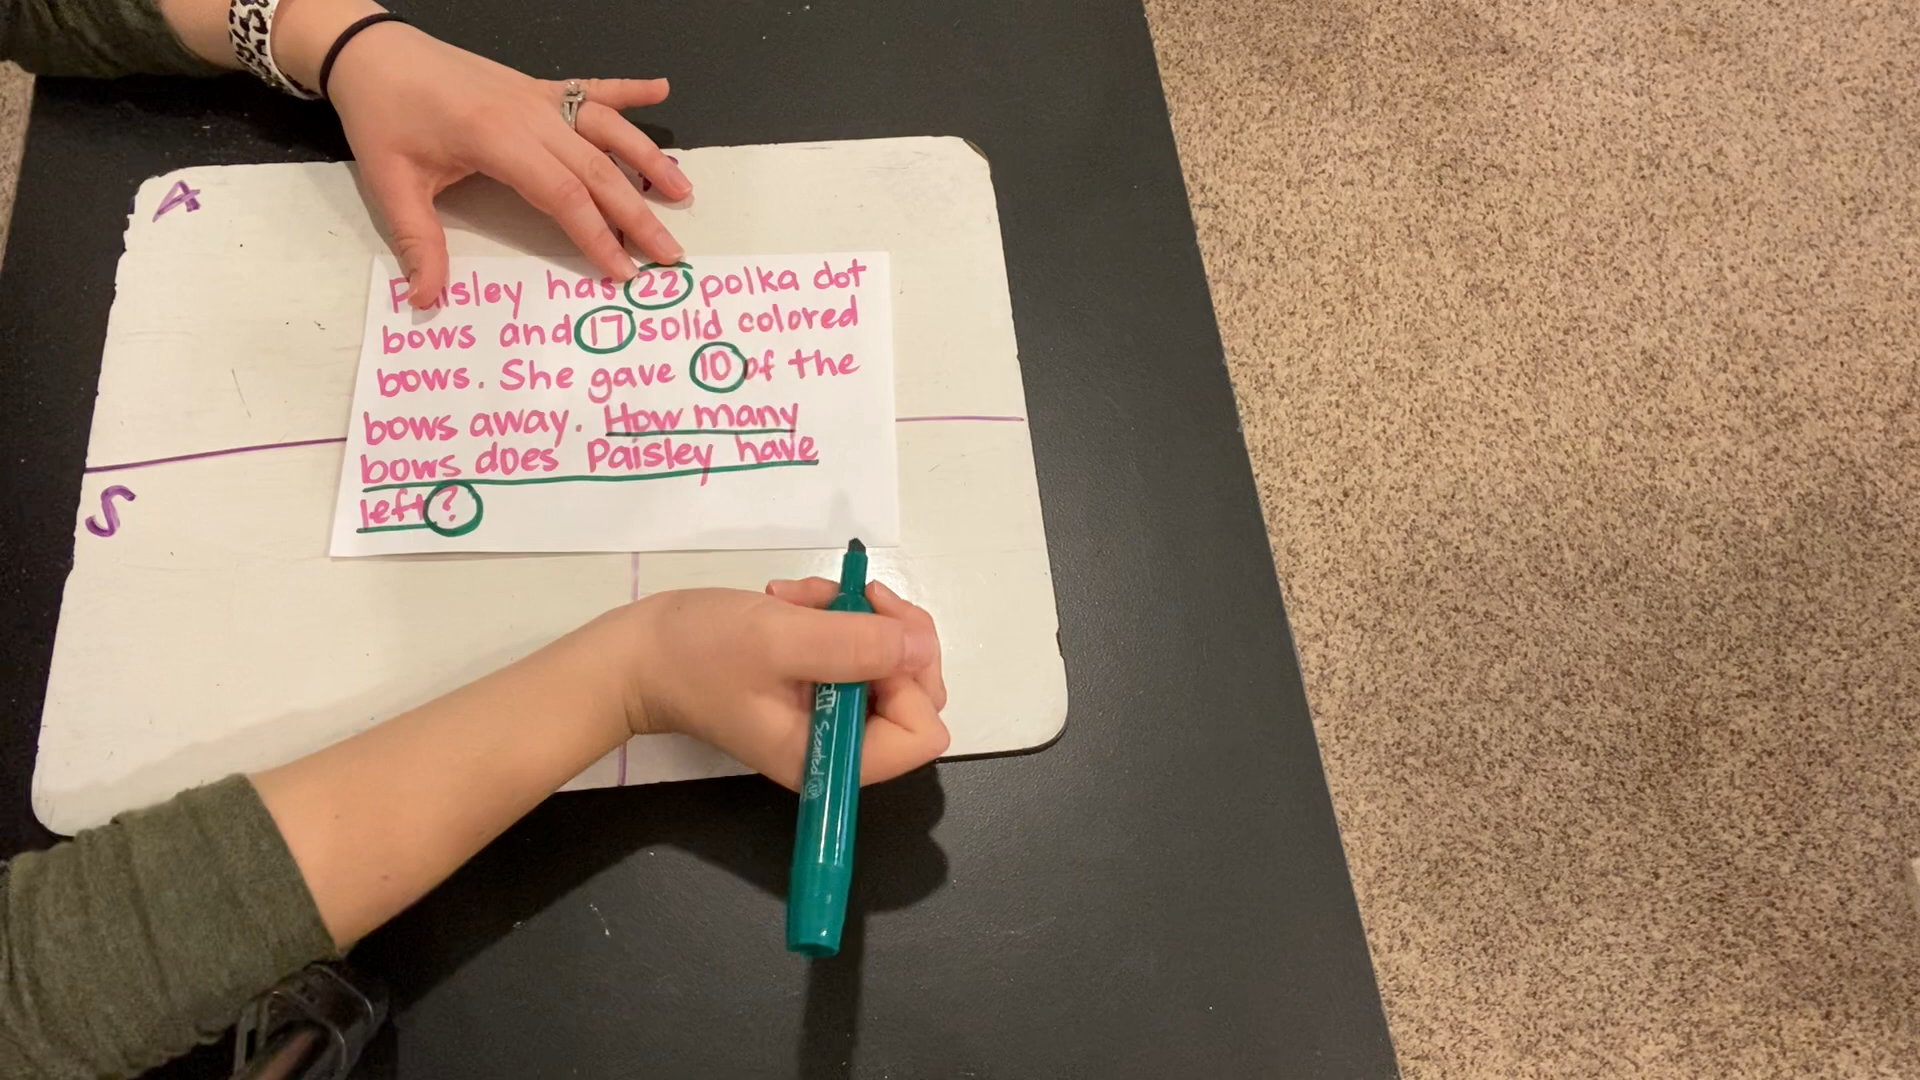 A
Paisley has 22 polka dot
bows and 17 solid colored
bows. She gave 10 of the
bows away. How many
bows does Paisley have
left?
S
Scented